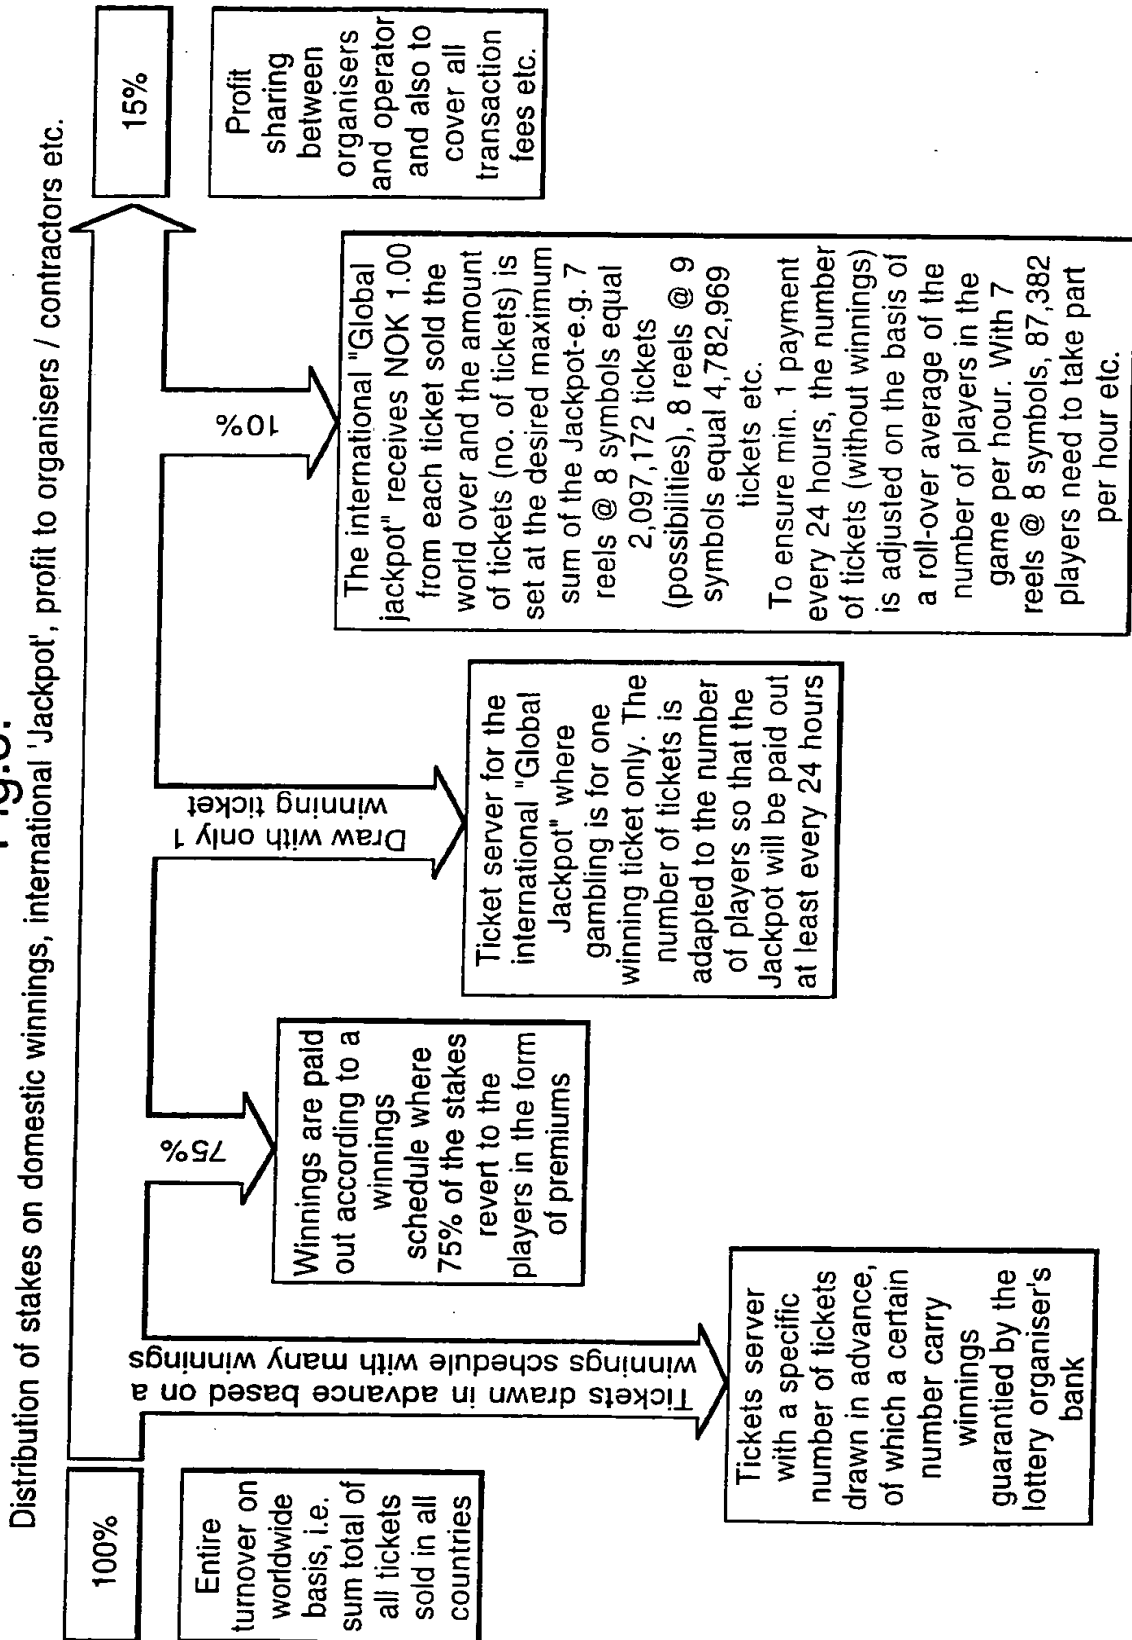 Distribution of stakes on domestic winnings, international 'Jackpot', profit to organisers / contractors etc.
100%
Entire
turnover on
worldwide
basis, i.e.
sum total of
all tickets
sold in all
countries
Tickets drawn in advance based on a
winnings schedule with many winnings
Tickets server
with a specific
number of tickets
drawn in advance,
of which a certain
number carry
winnings
guarantied by the
lottery organiser's
bank
75%
Winnings are paid
out according to a
winnings
schedule where
75% of the stakes
revert to the
players in the form
of premiums
Draw with only 1
winning ticket
Ticket server for the
international "Global
Jackpot" where
gambling is for one
winning ticket only. The
number of tickets is
adapted to the number
of players so that the
Jackpot will be paid out
at least every 24 hours
10%
The international "Global
jackpot" receives NOK 1.00
from each ticket sold the
world over and the amount
of tickets (no. of tickets) is
set at the desired maximum
sum of the Jackpot-e.g. 7
reels @ 8 symbols equal
2,097,172 tickets
(possibilities), 8 reels @ 9
symbols equal 4,782,969
tickets etc.
To ensure min. 1 payment
every 24 hours, the number
of tickets (without winnings)
is adjusted on the basis of
a roll-over average of the
number of players in the
game per hour. With 7
reels @ 8 symbols, 87,382
players need to take part
per hour etc.
15%
Profit
sharing
between
organisers
and operator
and also to
cover all
transaction
fees etc.